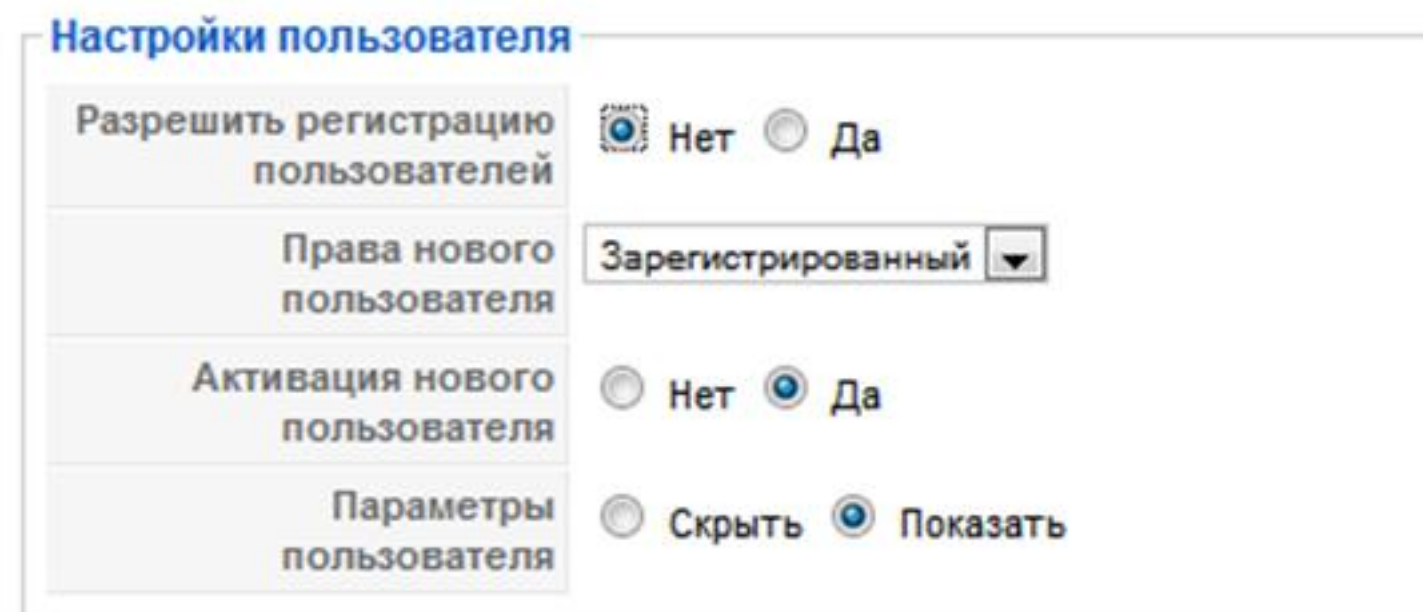 Настройки пользователя
Разрешить регистрацию
пользователей
Нет Да
Права нового
пользователя
Зарегистрированный
Активация нового
пользователя
Нет Да
Параметры
пользователя
Скрыть Показать